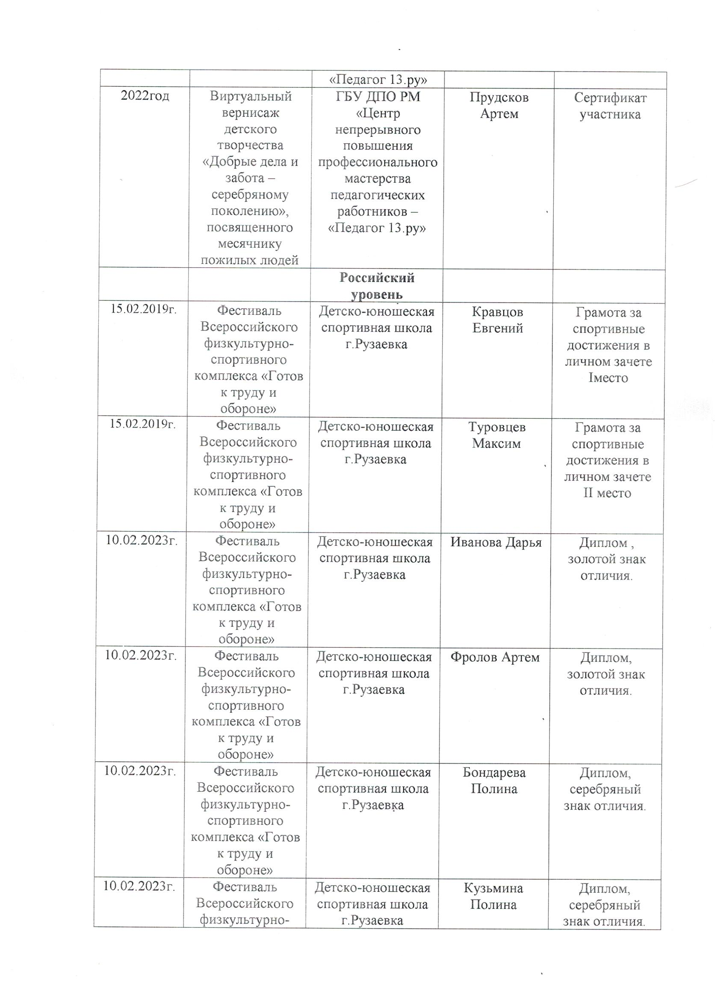 «Педагог 13.ру»
2022год
Виртуальный
вернисаж
детского
творчества
«Добрые дела и
забота –
серебряному
поколению»,
посвященного
месячнику
пожилых людей
ГБУ ДПО РМ
«Центр
непрерывного
повышения
профессионального
мастерства
педагогических
работников –
«Педагог 13.ру»
Прудсков
Артем
Сертификат
участника
Российский
уровень
15.02.2019г.
Фестиваль
Всероссийского
физкультурно-
спортивного
комплекса «Готов
к труду и
обороне»
Детско-юношеская
спортивная школа
г.Рузаевка
Кравцов
Евгений
Грамота за
спортивные
достижения в
личном зачете
Iместо
15.02.2019г.
Фестиваль
Всероссийского
физкультурно-
спортивного
комплекса «Готов
к труду и
обороне»
Детско-юношеская
спортивная школа
г.Рузаевка
Туровцев
Максим
Грамота за
спортивные
достижения в
личном зачете
II место
10.02.2023г.
Фестиваль
Всероссийского
физкультурно-
спортивного
комплекса «Готов
к труду и
обороне»
Детско-юношеская
спортивная школа
г.Рузаевка
Иванова Дарья
Диплом ,
золотой знак
отличия.
10.02.2023г.
Фестиваль
Всероссийского
физкультурно-
спортивного
комплекса «Готов
к труду и
обороне»
Детско-юношеская
спортивная школа
г.Рузаевка
Фролов Артем
Диплом,
золотой знак
отличия.
10.02.2023г.
Фестиваль
Всероссийского
физкультурно-
спортивного
комплекса «Готов
к труду и
обороне»
Детско-юношеская
спортивная школа
г.Рузаевка
Бондарева
Полина
Диплом,
серебряный
знак отличия.
10.02.2023г.
Фестиваль
Всероссийского
физкультурно-
Детско-юношеская
спортивная школа
г.Рузаевка
Кузьмина
Полина
Диплом,
серебряный
знак отличия.